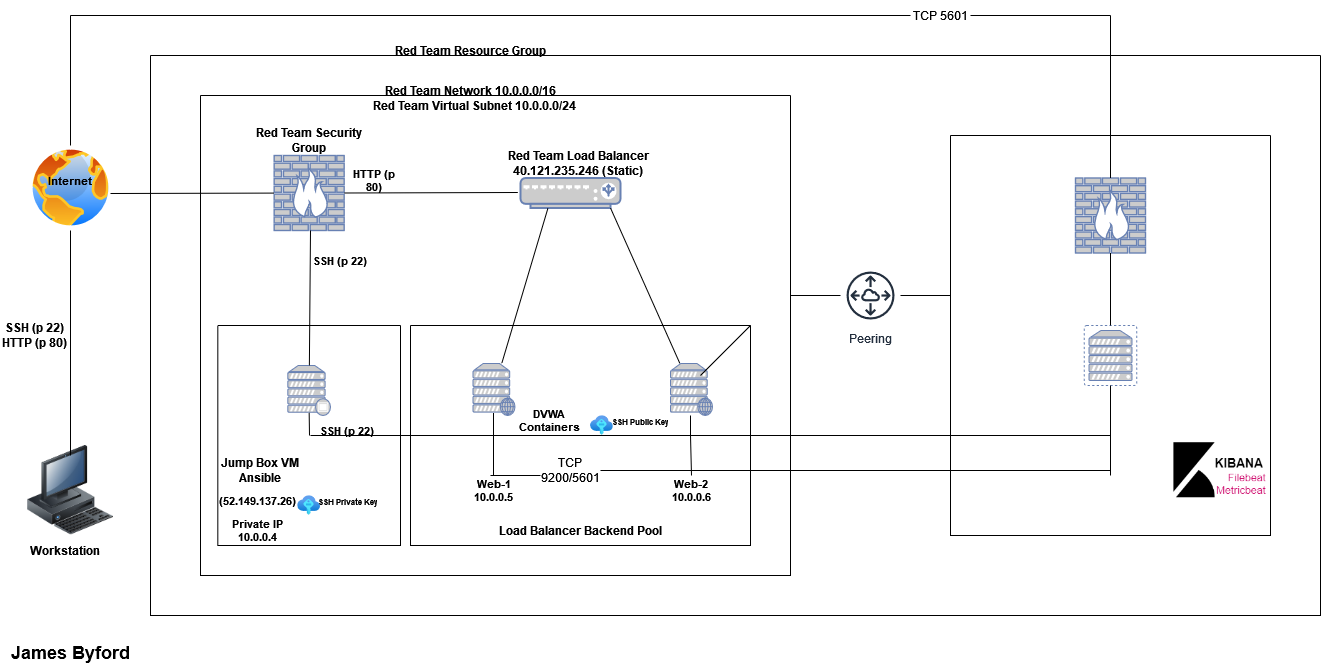 TCP 5601
Red Team Resource Group
Red Team Network 10.0.0.0/16
Red Team Virtual Subnet 10.0.0.0/24
Red Team Security
Group
HTTP (p
80)
Red Team Load Balancer
40.121.235.246 (Static)
Internet
SSH (p 22)
SSH (p 22)
HTTP (p 80)
Peering
DVWA
Containers
SSH Public Key
SSH (p 22)
TCP
9200/5601
Jump Box VM
Ansible
(52.149.137.26)
SSH Private Key
Private IP
10.0.0.4
Web-1
10.0.0.5
Web-2
10.0.0.6
Load Balancer Backend Pool
KIBANA
Filebeat
Metricbeat
Workstation
James Byford